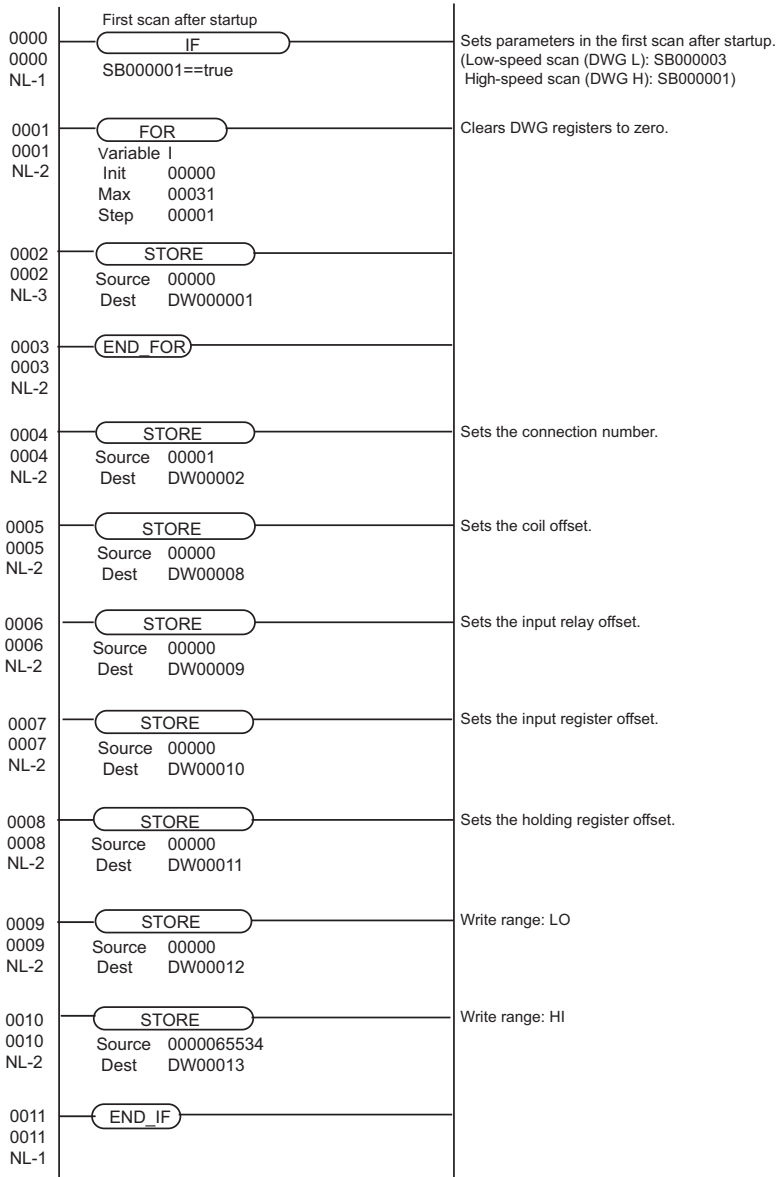 First scan after startup
0000 IF Sets parameters in the first scan after startup.
0000 SB000001==true (Low-speed scan (DWG L): SB000003
NL-1 High-speed scan (DWG H): SB000001)
0001 FOR Clears DWG registers to zero.
0001 Variable I
NL-2 Init 00000
Max 00031
Step 00001
0002 STORE
0002 Source 00000
NL-3 Dest DW000001
0003 END_FOR
0003
NL-2
0004 STORE Sets the connection number.
0004 Source 00001
NL-2 Dest DW00002
0005 STORE Sets the coil offset.
0005 Source 00000
NL-2 Dest DW00008
0006 STORE Sets the input relay offset.
0006 Source 00000
NL-2 Dest DW00009
0007 STORE Sets the input register offset.
0007 Source 00000
NL-2 Dest DW00010
0008 STORE Sets the holding register offset.
0008 Source 00000
NL-2 Dest DW00011
0009 STORE Write range: LO
0009 Source 00000
NL-2 Dest DW00012
0010 STORE Write range: HI
0010 Source 0000065534
NL-2 Dest DW00013
0011 END_IF
0011
NL-1